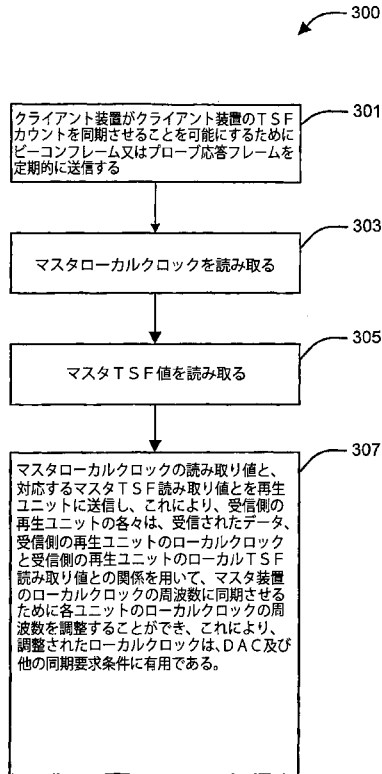 300
301
クライアント装置がクライアント装置のTSF
カウントを同期させることを可能にするために
ビーコンフレーム又はプローブ応答フレームを
定期的に送信する
303
マスタローカルクロックを読み取る
305
マスタTSF値を読み取る
307
マスタローカルクロックの読み取り値と、
対応するマスタTSF読み取り値とを再生
ユニットに送信し、これにより、受信側の
再生ユニットの各々は、受信されたデータ、
受信側の再生ユニットのローカルクロック
と受信側の再生ユニットのローカルTSF
読み取り値との関係を用いて、マスタ装置
のローカルクロックの周波数に同期させる
ために各ユニットのローカルクロックの周
波数を調整することができ、これにより、
調整されたローカルクロックは、DAC及び
他の同期要求条件に有用である。